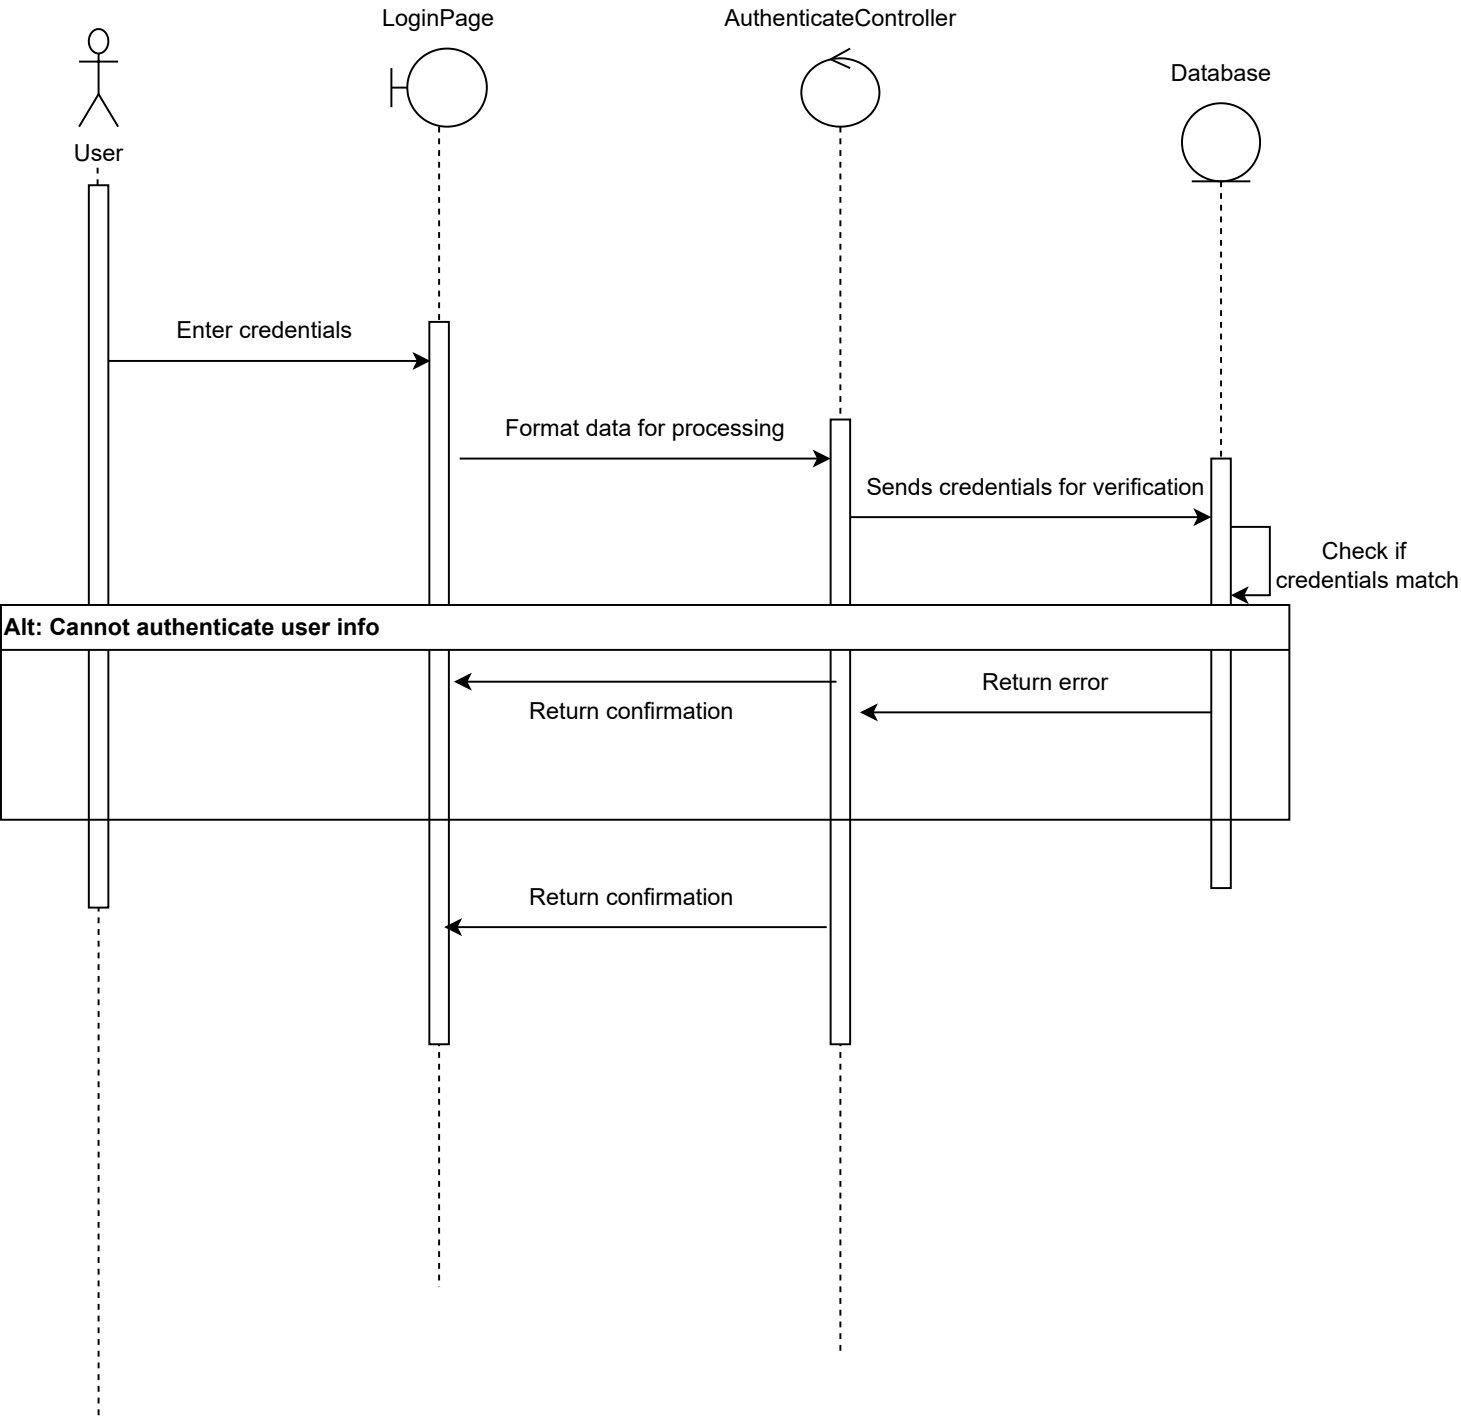 LoginPage
AuthenticateController
Database
User
Enter credentials
Format data for processing
Sends credentials for verification
Check if
credentials match
Alt: Cannot authenticate user info
Return error
Return confirmation
Return confirmation